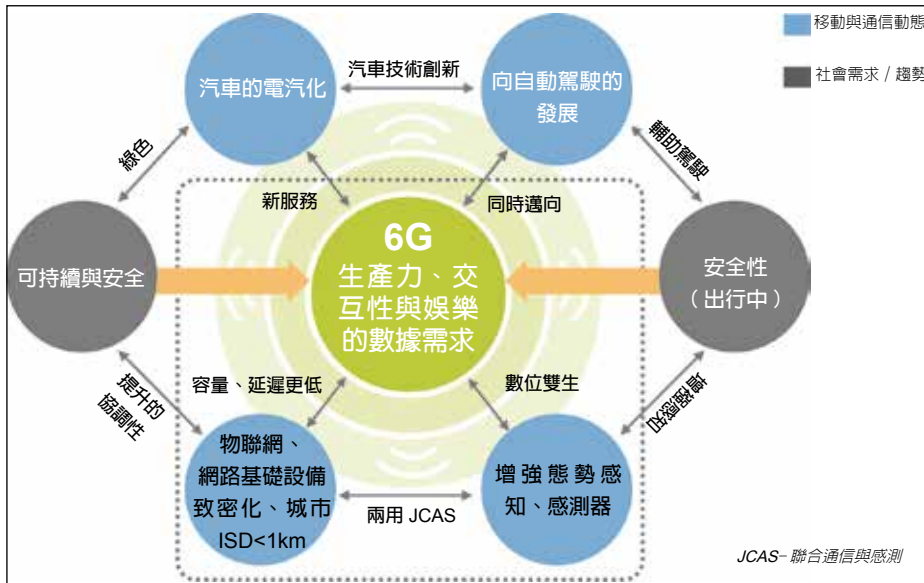 移動與通信動態
社會需求 / 趨勢
汽車的電汽化
汽車技術創新
向自動駕駛的
發展
綠色
輔助駕駛
新服務
同時邁向
可持續與安全
6G
生產力、交
互性與娛樂
的數據需求
安全性
（出行中）
提升的
協調性
容量、延遲更低
數位雙生
增強感知
物聯網、
網路基礎設備
致密化、城市
ISD<1km
兩用 JCAS
增強態勢感
知、感測器
JCAS- 聯合通信與感測